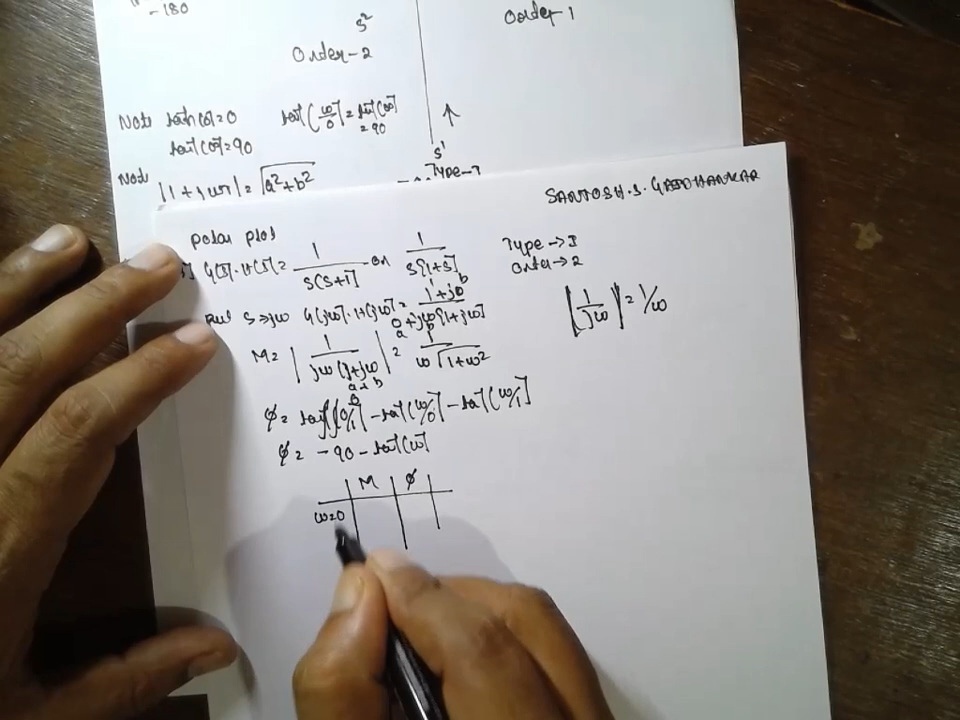 -180
s²
Order-2
Order-1
Note tan⁻¹(0)=0 tan⁻¹(ω/0)=tan⁻¹(∞)
=90
tan⁻¹(∞)=90
↑
s¹
Type-1
Note |1+jωτ|=√a²+b²
SANTOSH.S.GAIDHANKAR
Polar plot
G(s).H(s)= 1/s(s+1) or 1/s[1+s]
Type→I
Order→2
Put s→jω G(jω).H(jω)= 1+j0/0+jω[1+jω]
a b
|1/jω|=1/ω
M= |1/jω(1+jω)| = 1/ω√1+ω²
a b
φ= tan⁻¹[0/1]-tan⁻¹[ω/0]-tan⁻¹[ω/1]
φ= -90-tan⁻¹[ω]
M φ
ω=0